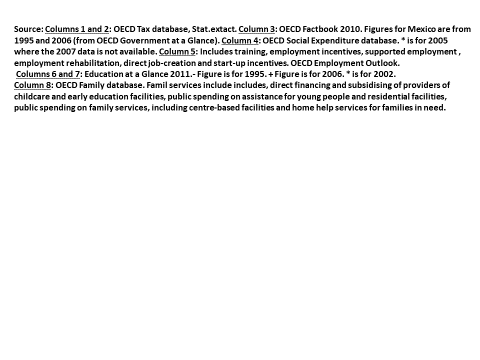 Source: Columns 1 and 2: OECD Tax database, Stat.extact. Column 3: OECD Factbook 2010. Figures for Mexico are from
1995 and 2006 (from OECD Government at a Glance). Column 4: OECD Social Expenditure database. * is for 2005
where the 2007 data is not available. Column 5: Includes training, employment incentives, supported employment ,
employment rehabilitation, direct job-creation and start-up incentives. OECD Employment Outlook.
Columns 6 and 7: Education at a Glance 2011.- Figure is for 1995. + Figure is for 2006. * is for 2002.
Column 8: OECD Family database. Famil services include includes, direct financing and subsidising of providers of
childcare and early education facilities, public spending on assistance for young people and residential facilities,
public spending on family services, including centre-based facilities and home help services for families in need.